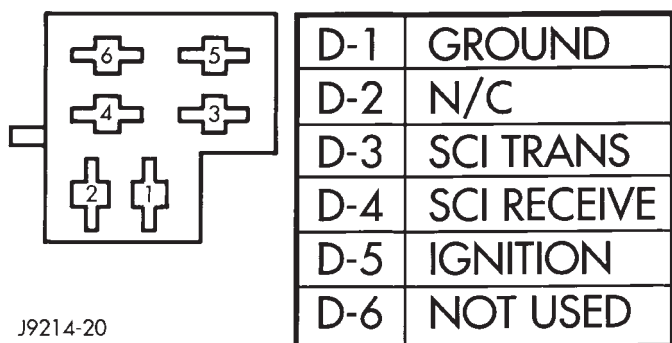 6 5
4 3
2 1
D-1 GROUND
D-2 N/C
D-3 SCI TRANS
D-4 SCI RECEIVE
D-5 IGNITION
D-6 NOT USED
J9214-20